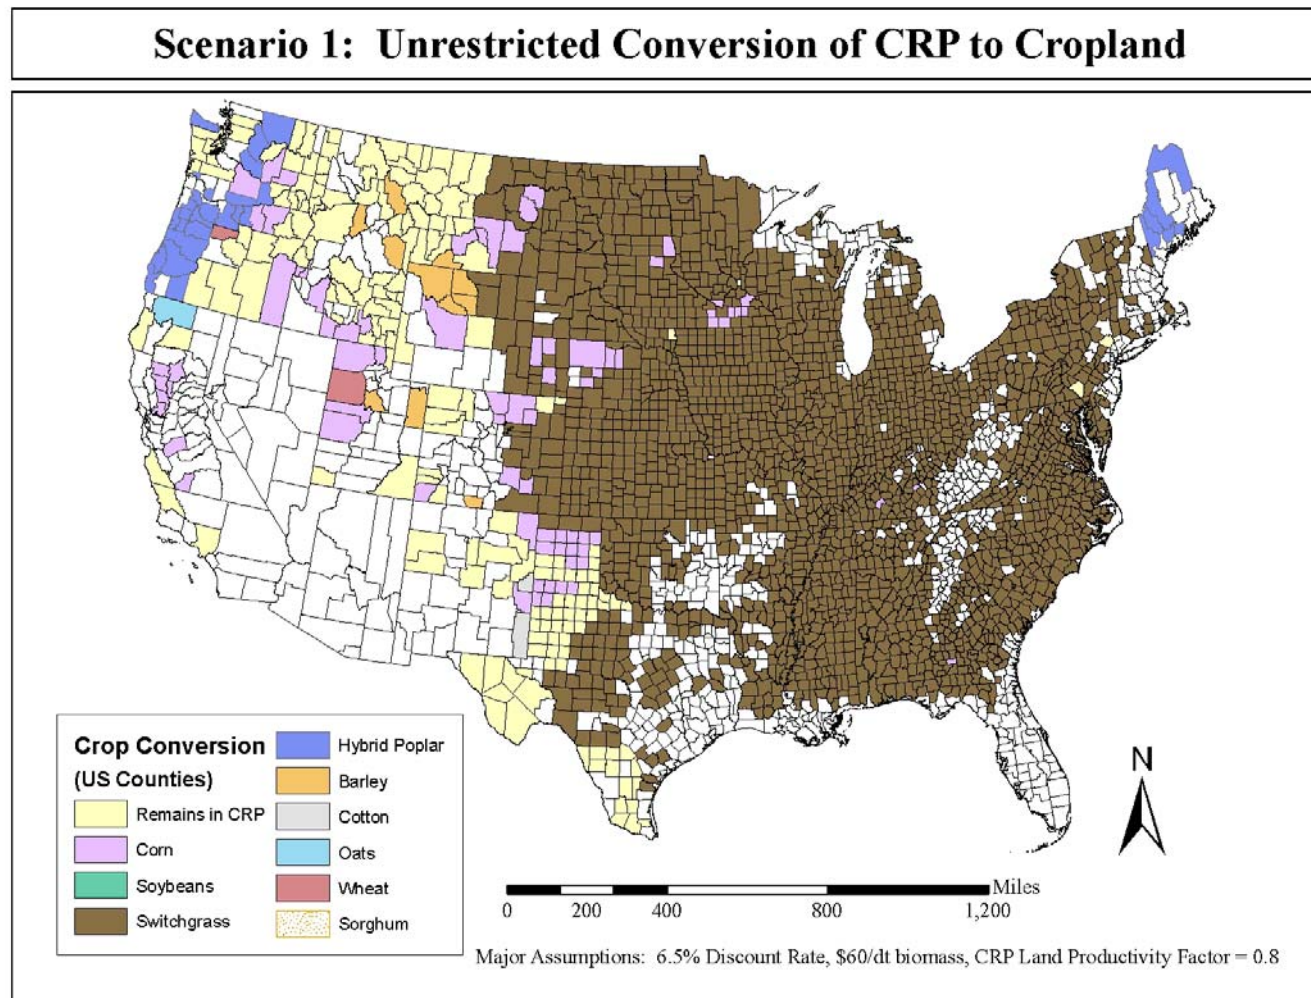 Scenario 1: Unrestricted Conversion of CRP to Cropland
Crop Conversion
(US Counties)
Remains in CRP
Corn
Soybeans
Switchgrass
Hybrid Poplar
Barley
Cotton
Oats
Wheat
Sorghum
N
Miles
0 200 400 800 1,200
Major Assumptions: 6.5% Discount Rate, $60/dt biomass, CRP Land Productivity Factor = 0.8